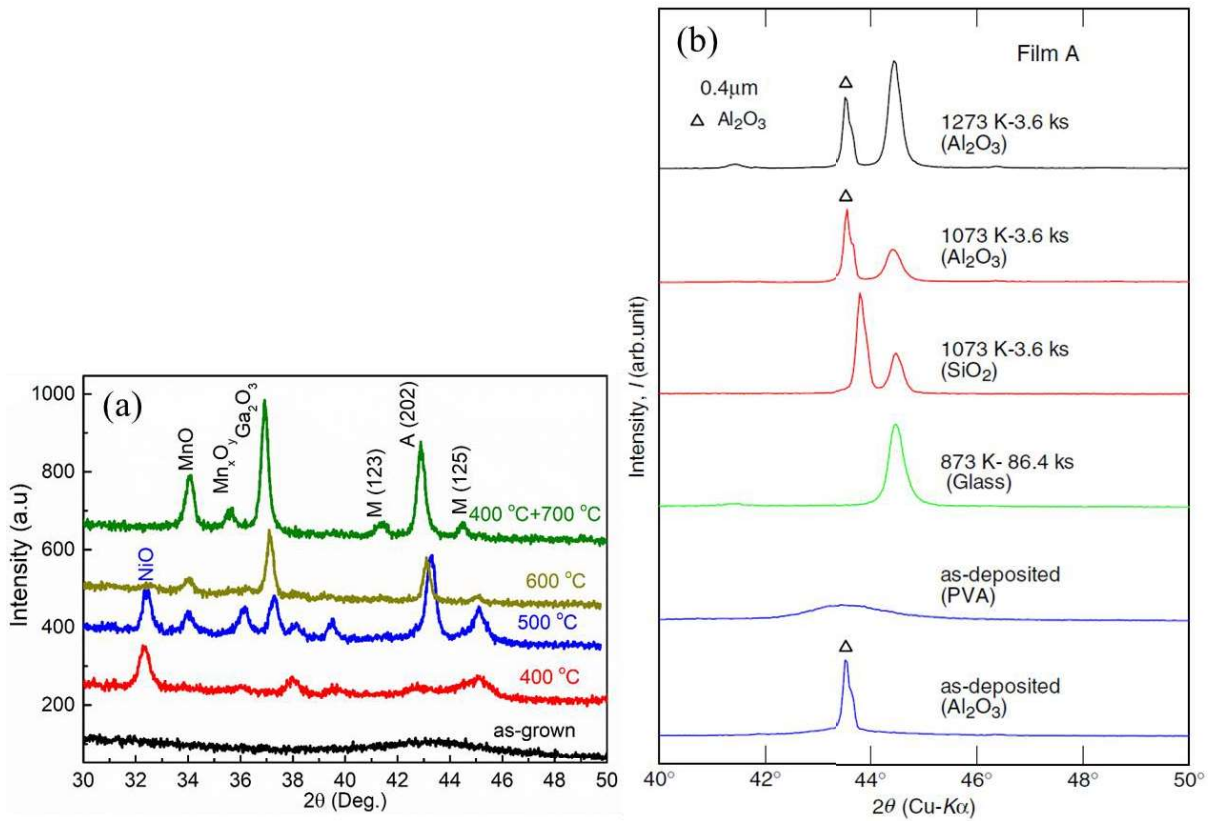 (a)
1000
800
600
400
200
Intensity (a.u)
MnO
MnxOy
Ga2O3
M (123)
A (202)
M (125)
400 °C+700 °C
NiO
600 °C
500 °C
400 °C
as-grown
30 32 34 36 38 40 42 44 46 48 50
2θ (Deg.)
(b)
Film A
0.4μm
△ Al2O3
△
1273 K-3.6 ks
(Al2O3)
△
1073 K-3.6 ks
(Al2O3)
1073 K-3.6 ks
(SiO2)
873 K- 86.4 ks
(Glass)
as-deposited
(PVA)
△
as-deposited
(Al2O3)
Intensity, I (arb.unit)
40° 42° 44° 46° 48° 50°
2θ (Cu-Kα)